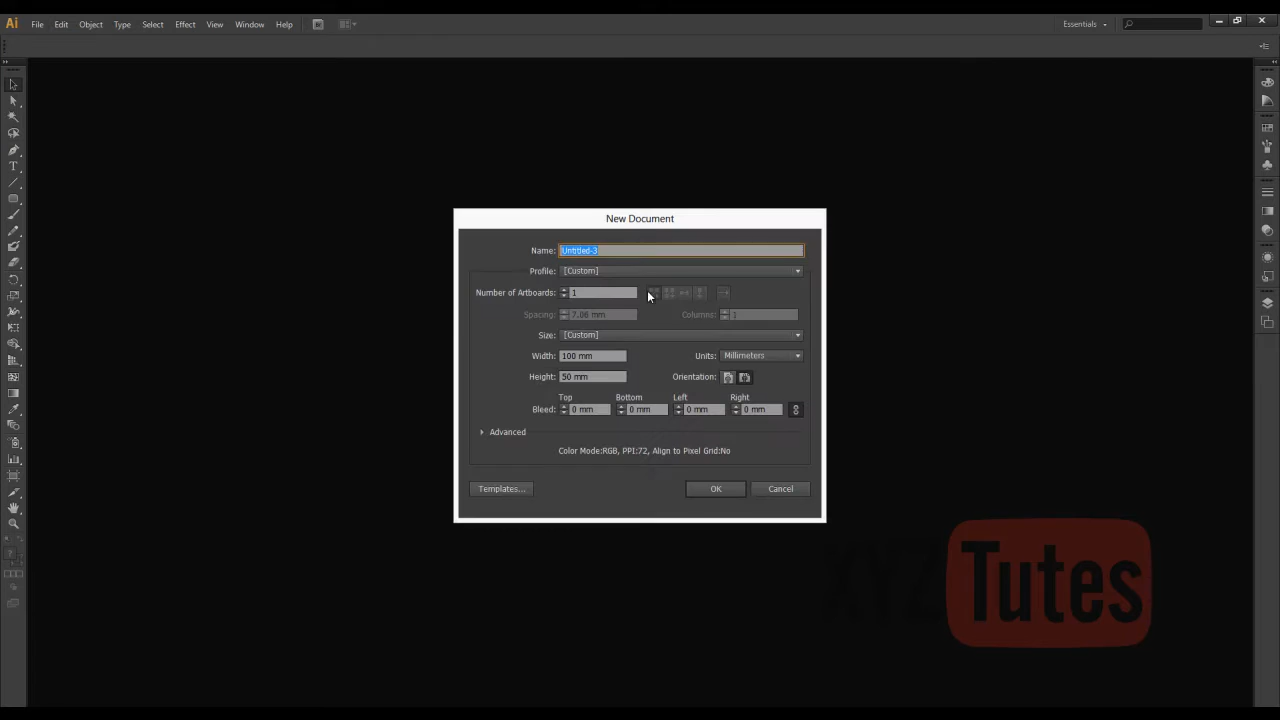 Ai File Edit Object Type Select Effect View Window Help Br Essentials
New Document
Name: Untitled-3
Profile: [Custom]
Number of Artboards: 1
Spacing: 7.06 mm Columns: 1
Size: [Custom]
Width: 100 mm Units: Millimeters
Height: 50 mm Orientation:
Top Bottom Left Right
Bleed: 0 mm 0 mm 0 mm 0 mm
Advanced
Color Mode:RGB, PPI:72, Align to Pixel Grid:No
Templates... OK Cancel
XYZ Tutes